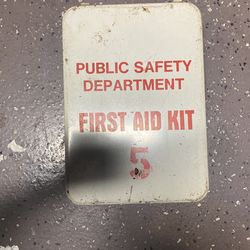 PUBLIC SAFETY
DEPARTMENT
FIRST AID KIT
5